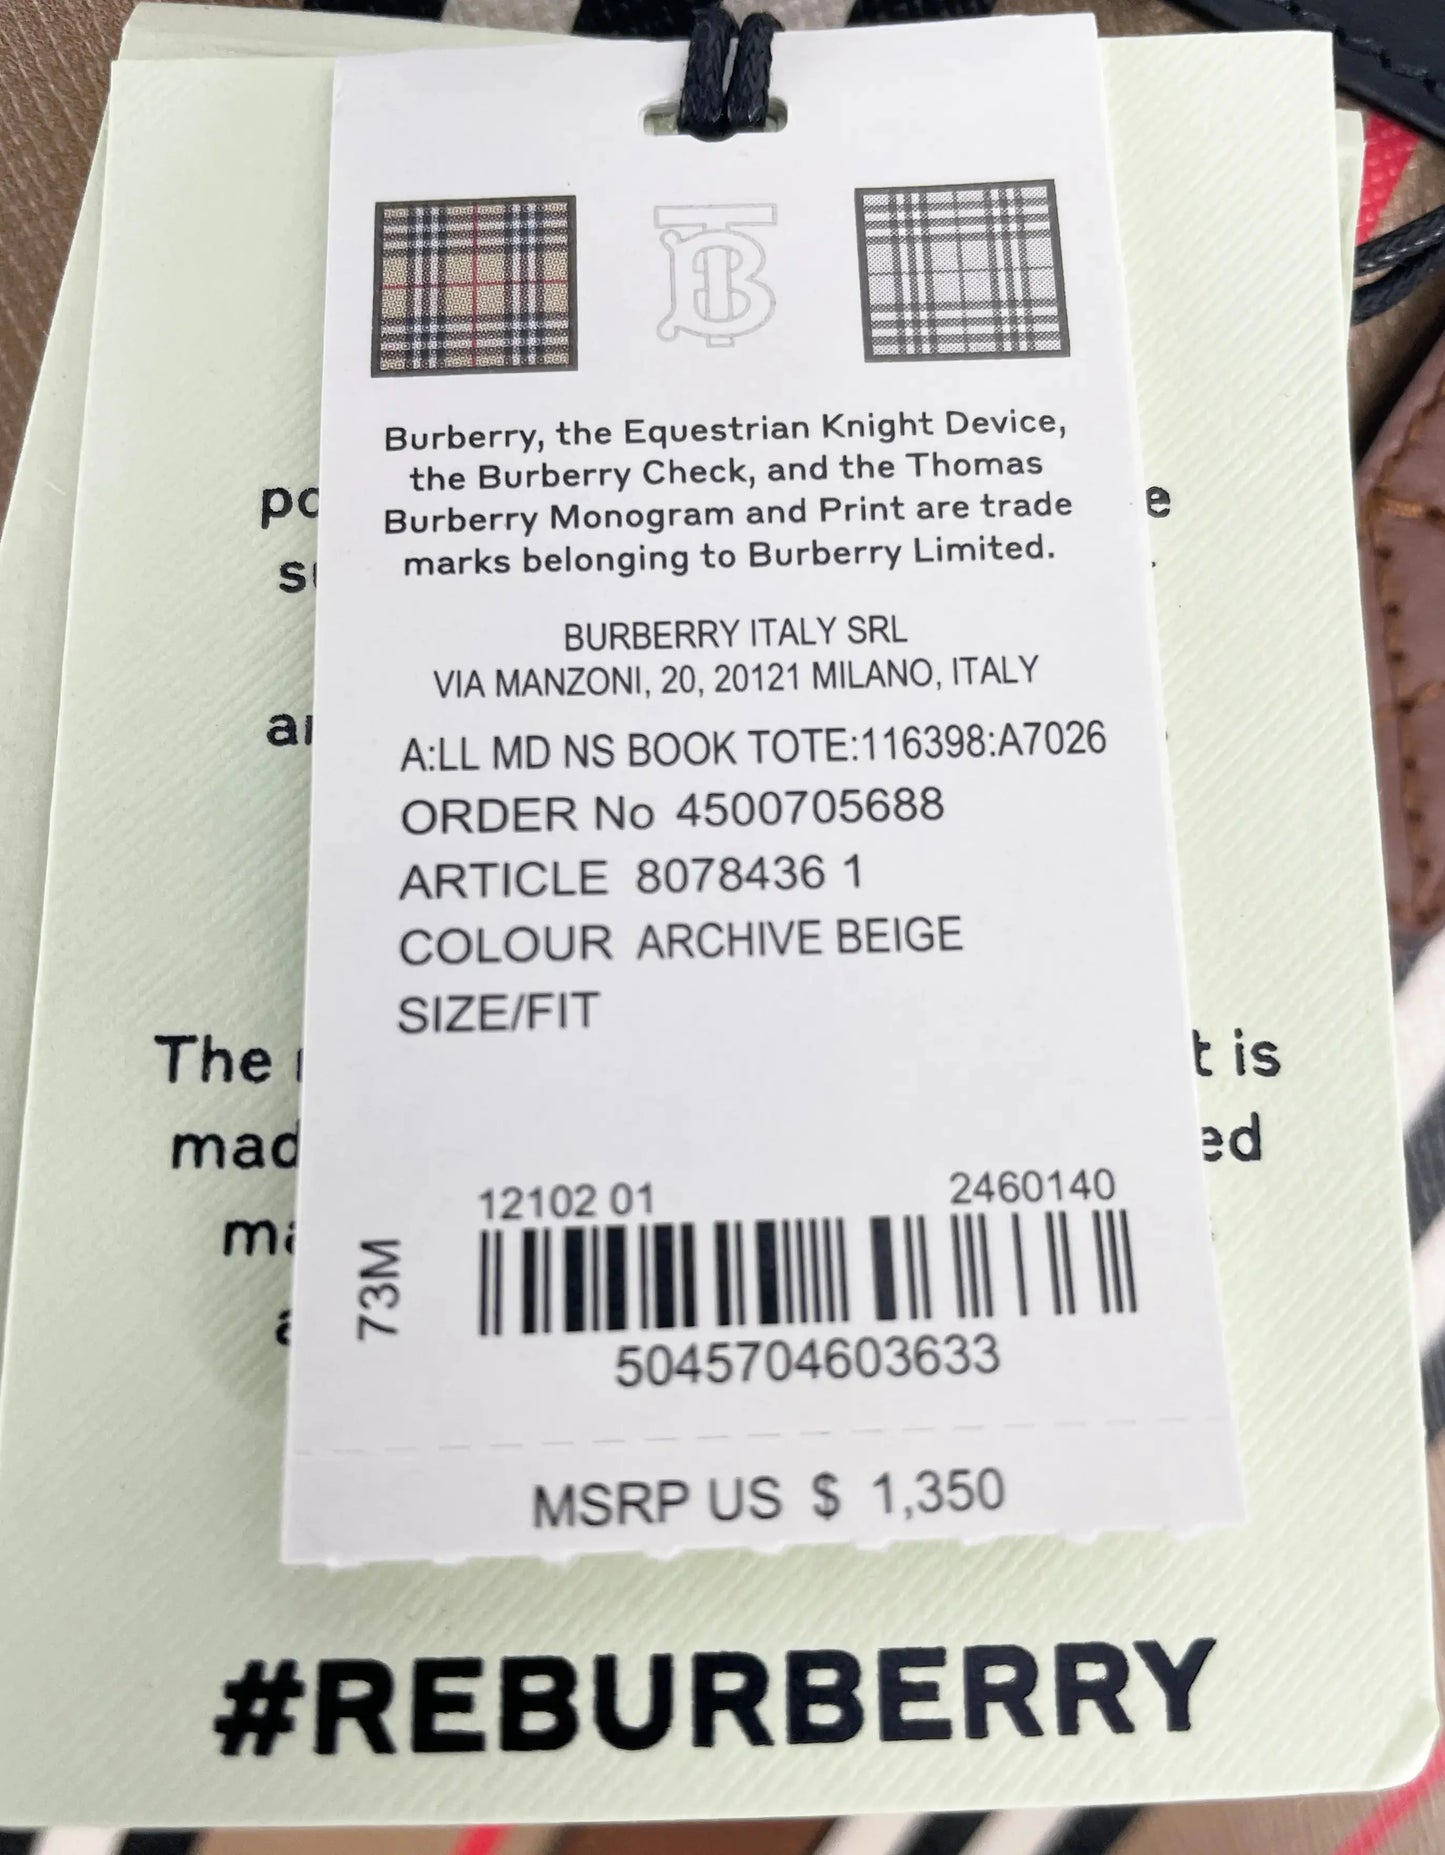 Burberry, the Equestrian Knight Device,
the Burberry Check, and the Thomas
Burberry Monogram and Print are trade
marks belonging to Burberry Limited.
BURBERRY ITALY SRL
VIA MANZONI, 20, 20121 MILANO, ITALY
A:LL MD NS BOOK TOTE:116398:A7026
ORDER No 4500705688
ARTICLE 8078436 1
COLOUR ARCHIVE BEIGE
SIZE/FIT
The
t is
12102 01 2460140
73M
5045704603633
MSRP US $ 1,350
#REBURBERRY